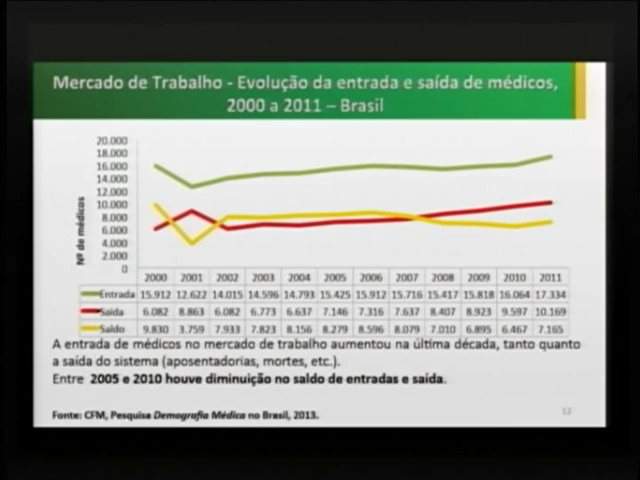 Mercado de Trabalho - Evolução da entrada e saída de médicos,
2000 a 2011 – Brasil
20.000
18.000
16.000
14.000
12.000
10.000
8.000
6.000
4.000
2.000
0
Nº de médicos
2000 2001 2002 2003 2004 2005 2006 2007 2008 2009 2010 2011
Entrada 15.912 12.622 14.015 14.596 14.793 15.425 15.912 15.716 15.417 15.818 16.064 17.334
Saída 6.082 8.863 6.082 6.773 6.637 7.146 7.316 7.637 8.407 8.923 9.597 10.169
Saldo 9.830 3.759 7.933 7.823 8.156 8.279 8.596 8.079 7.010 6.895 6.467 7.165
A entrada de médicos no mercado de trabalho aumentou na última década, tanto quanto
a saída do sistema (aposentadorias, mortes, etc.).
Entre 2005 e 2010 houve diminuição no saldo de entradas e saída.
Fonte: CFM, Pesquisa Demografia Médica no Brasil, 2013.
12